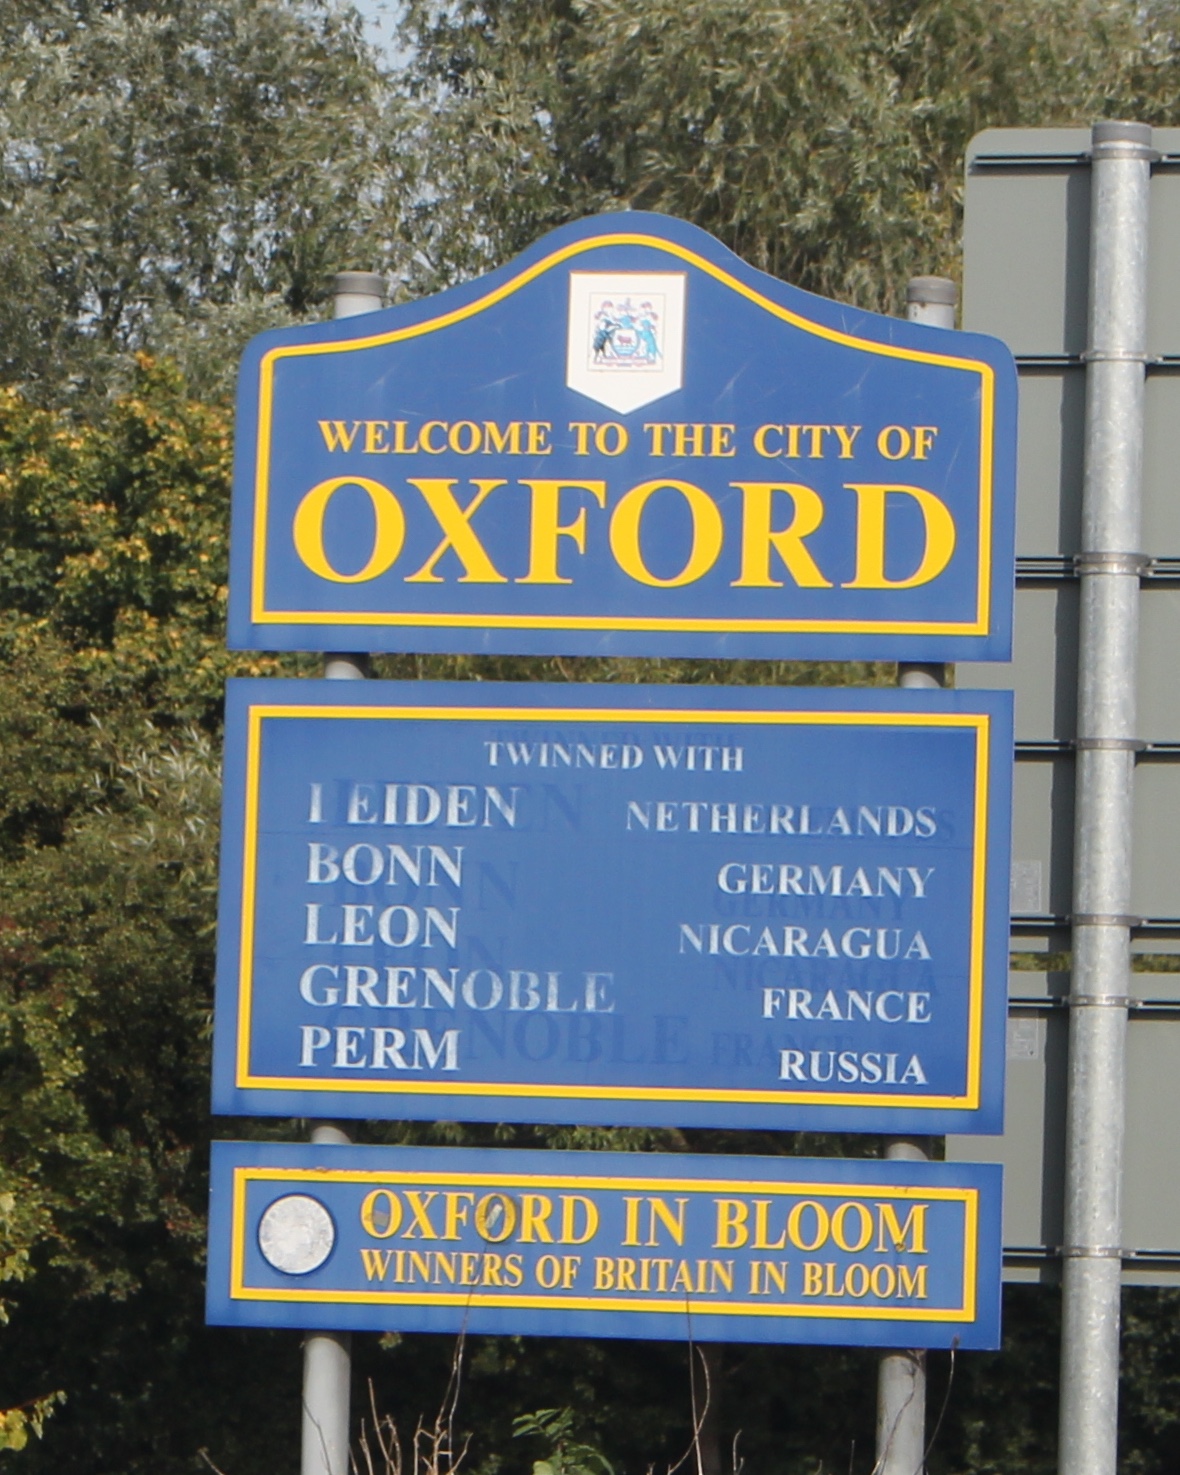 WELCOME TO THE CITY OF
OXFORD
TWINNED WITH
LEIDEN NETHERLANDS
BONN GERMANY
LEON NICARAGUA
GRENOBLE FRANCE
PERM RUSSIA
OXFORD IN BLOOM
WINNERS OF BRITAIN IN BLOOM